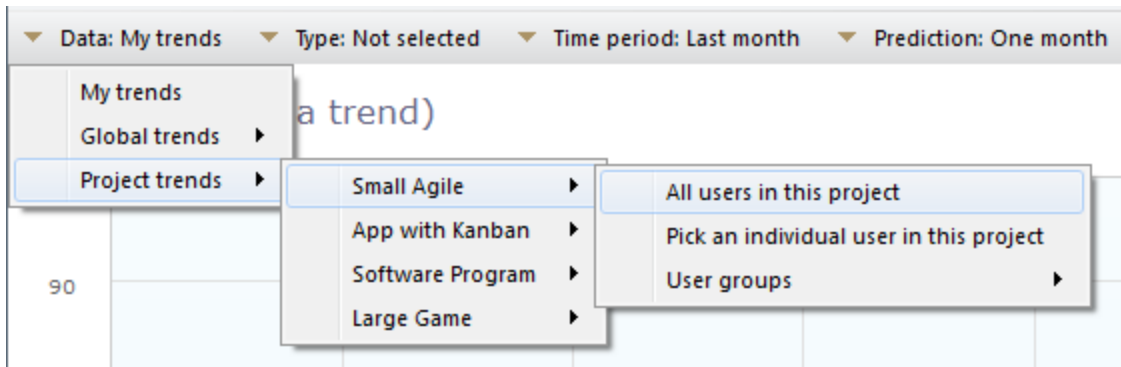 Data: My trends Type: Not selected Time period: Last month Prediction: One month
My trends
Global trends
Project trends
a trend)
Small Agile
App with Kanban
Software Program
Large Game
All users in this project
Pick an individual user in this project
User groups
90